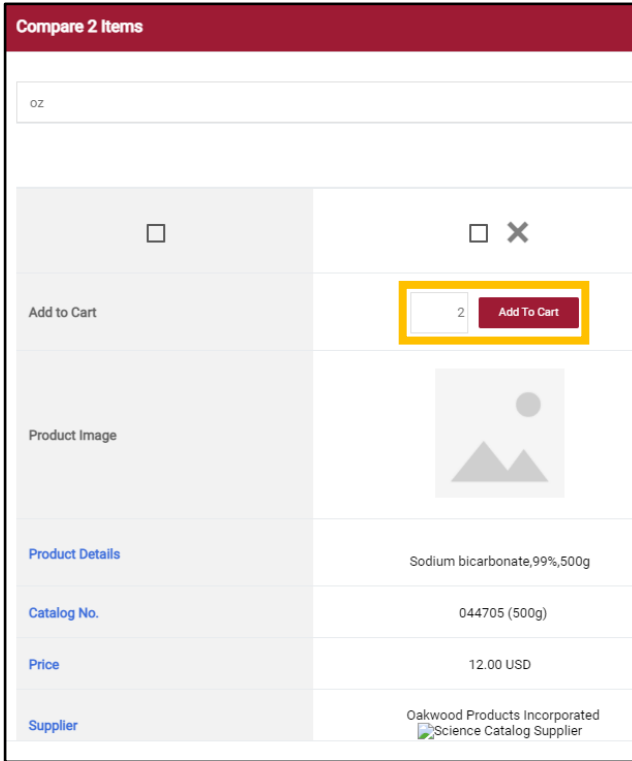 Compare 2 Items
oz
Add to Cart
2
Add To Cart
Product Image
Product Details
Sodium bicarbonate,99%,500g
Catalog No.
044705 (500g)
Price
12.00 USD
Supplier
Oakwood Products Incorporated
Science Catalog Supplier